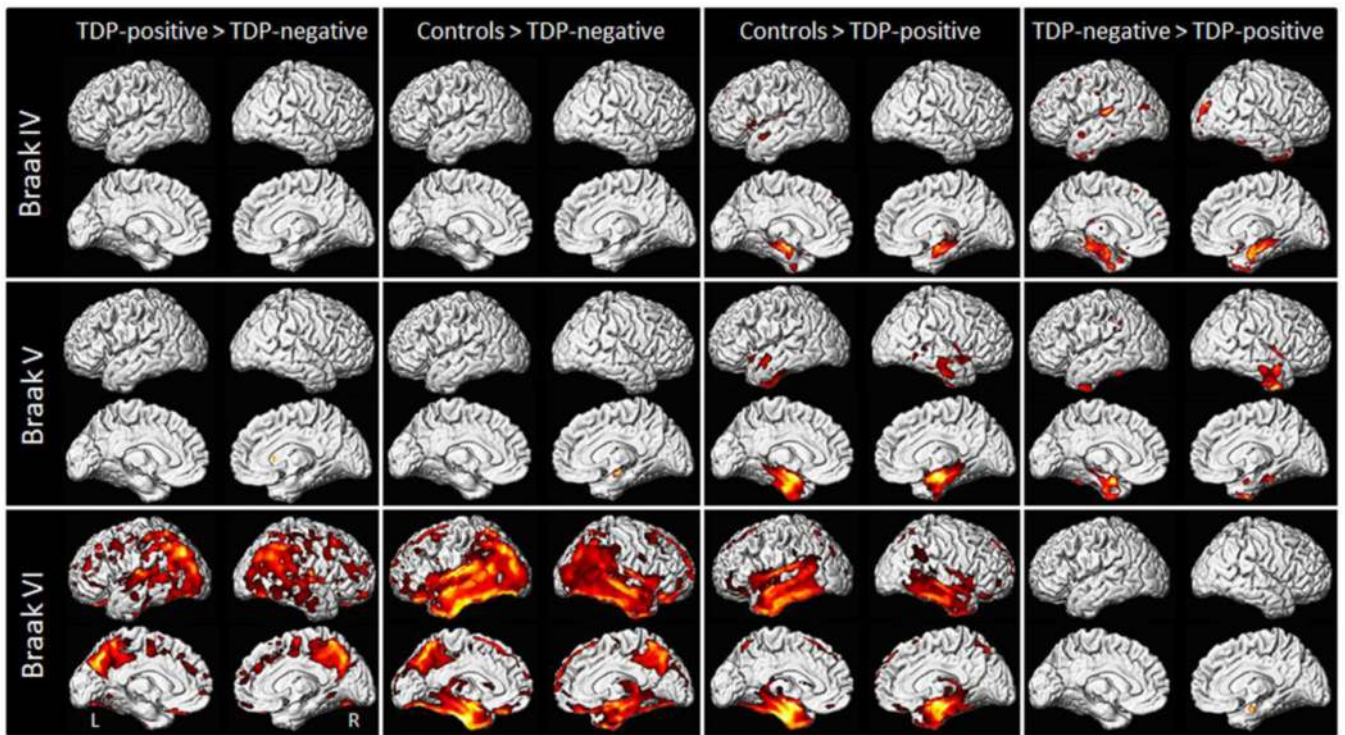 TDP-positive > TDP-negative
Controls > TDP-negative
Controls > TDP-positive
TDP-negative > TDP-positive
Braak IV
Braak V
Braak VI
L
R